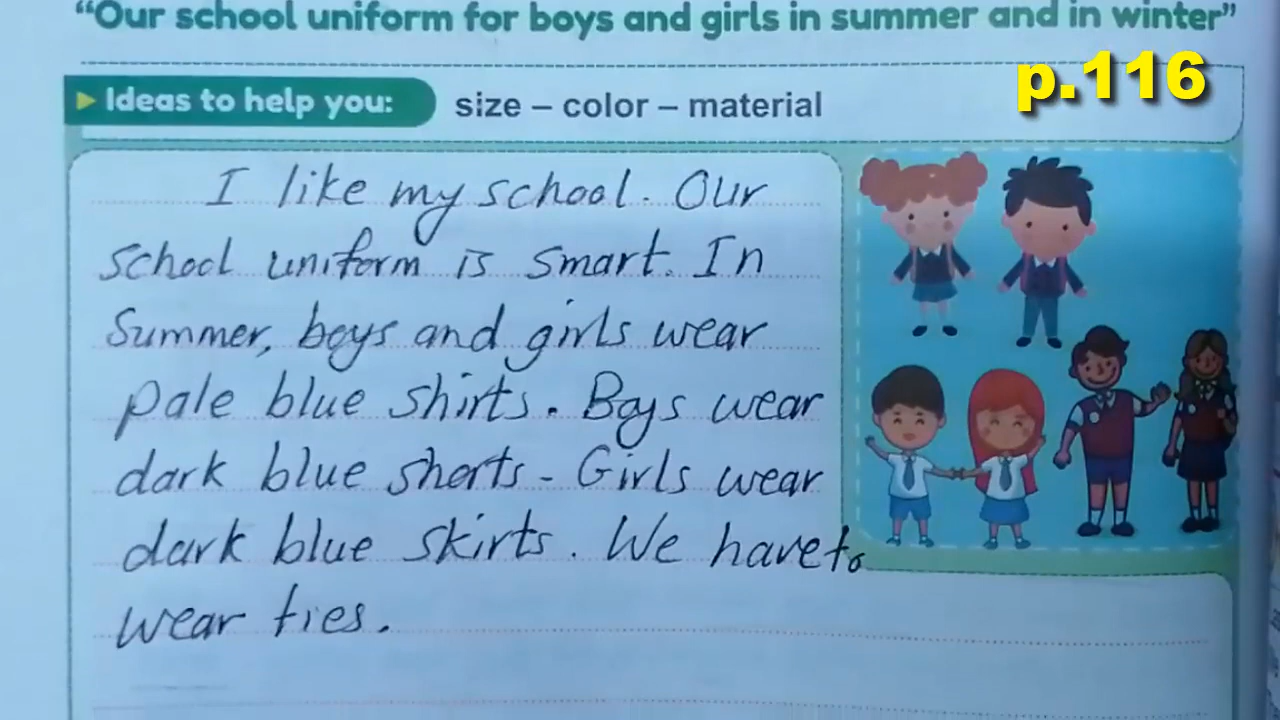 “Our school uniform for boys and girls in summer and in winter”
p.116
Ideas to help you: size – color – material
I like my school. Our
school uniform is smart. In
Summer, boys and girls wear
pale blue shirts. Boys wear
dark blue shorts - Girls wear
dark blue skirts. We have to
wear ties.